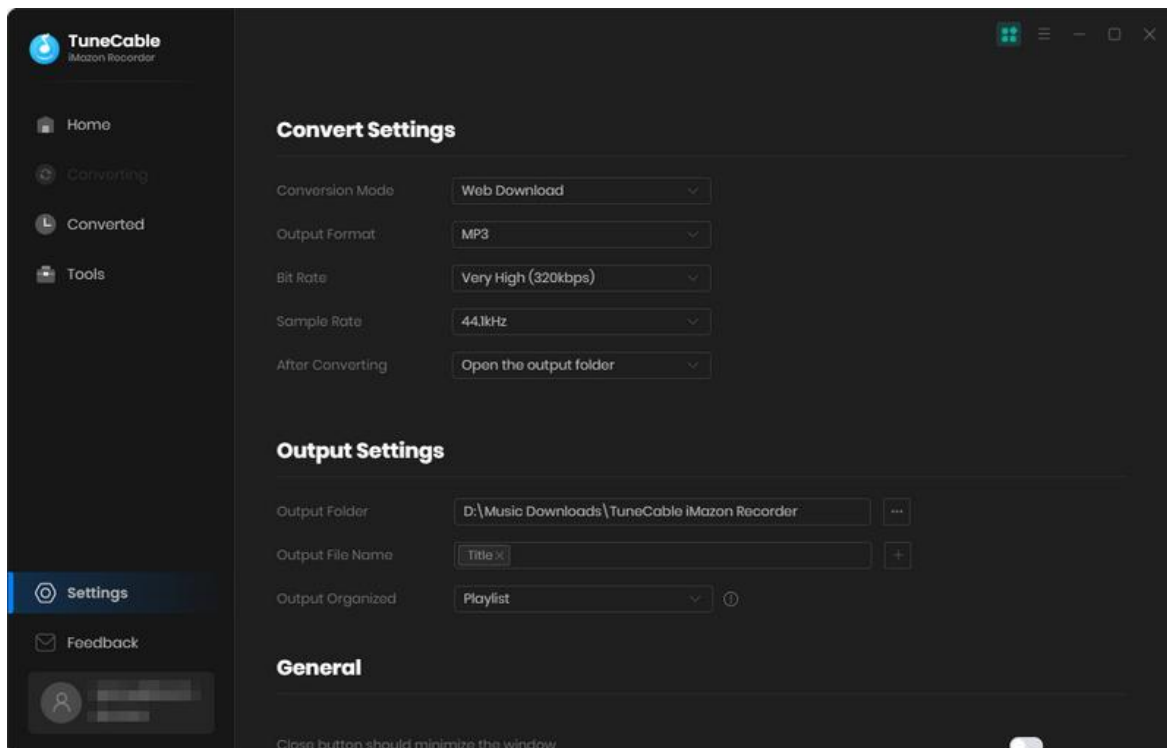 TuneCable
iMazon Recorder
Home
Converting
Converted
Tools
Settings
Feedback
Convert Settings
Conversion Mode Web Download
Output Format MP3
Bit Rate Very High (320kbps)
Sample Rate 44.1kHz
After Converting Open the output folder
Output Settings
Output Folder D:\Music Downloads\TuneCable iMazon Recorder
Output File Name Title
Output Organized Playlist
General
Close button should minimize the window